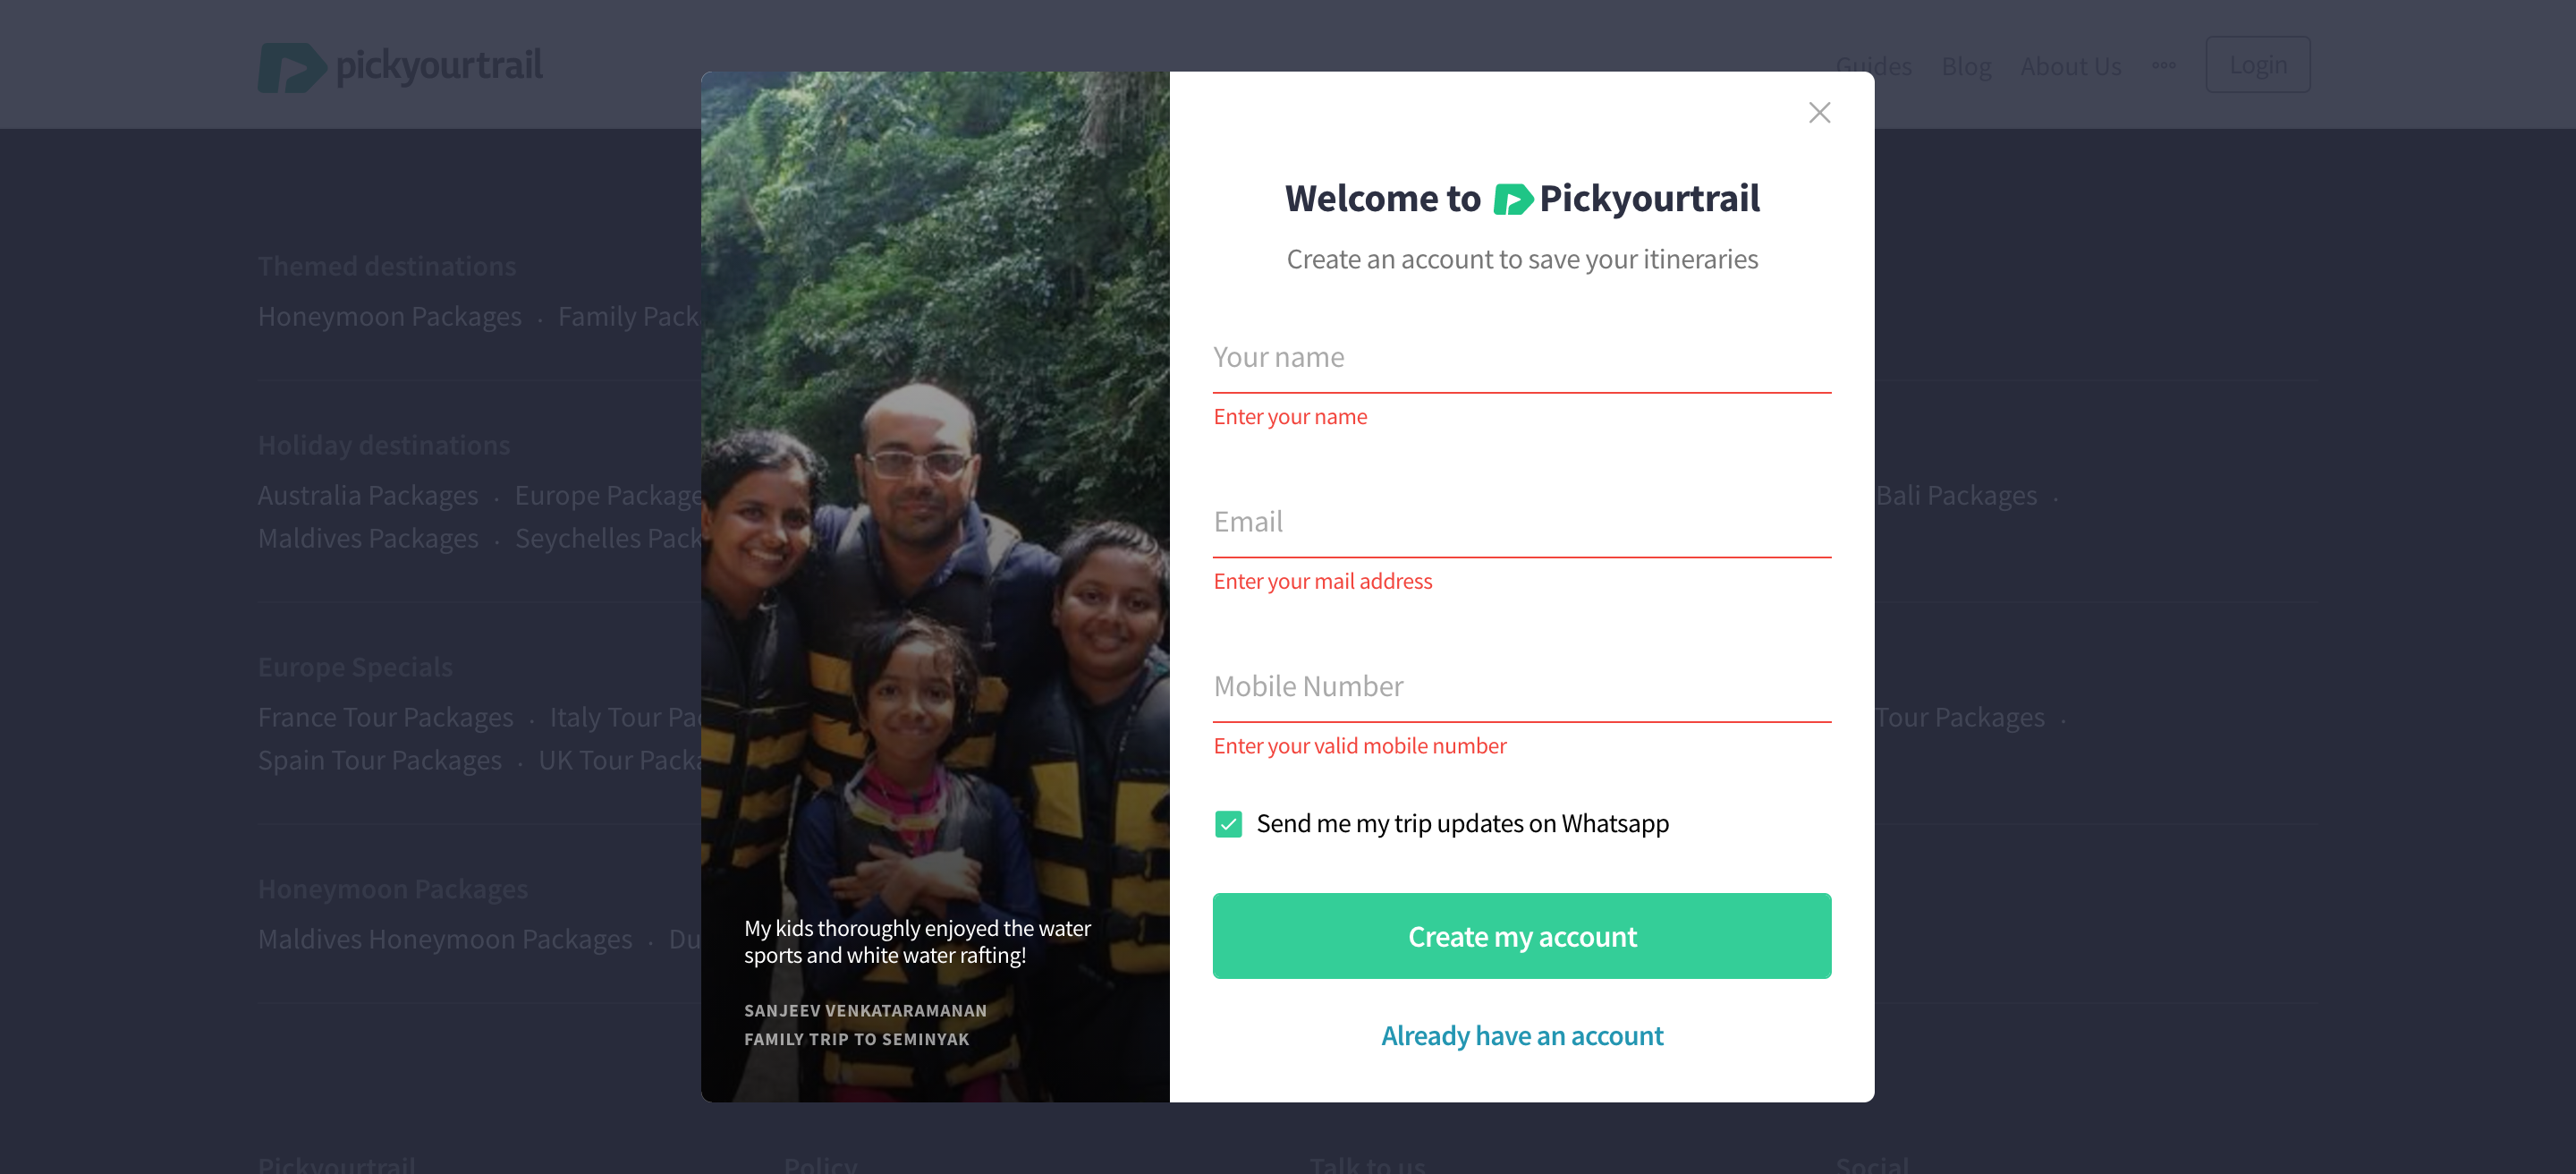 pickyourtrail
Guides Blog About Us Login
Themed destinations
Honeymoon Packages · Family Pack
Holiday destinations
Australia Packages · Europe Package
Bali Packages ·
Maldives Packages · Seychelles Pack
Europe Specials
France Tour Packages · Italy Tour Pa
Tour Packages ·
Spain Tour Packages · UK Tour Pack
Honeymoon Packages
Maldives Honeymoon Packages · Du
Pickyourtrail Policy Talk to us Social
My kids thoroughly enjoyed the water
sports and white water rafting!
SANJEEV VENKATARAMANAN
FAMILY TRIP TO SEMINYAK
Welcome to Pickyourtrail
Create an account to save your itineraries
Your name
Enter your name
Email
Enter your mail address
Mobile Number
Enter your valid mobile number
Send me my trip updates on Whatsapp
Create my account
Already have an account